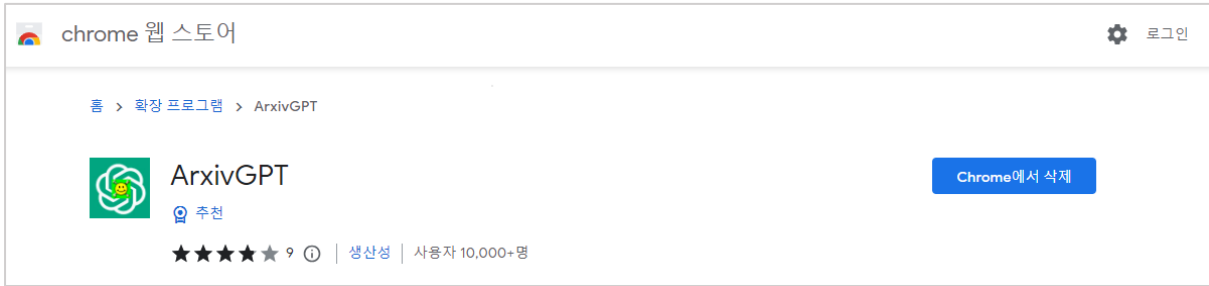 chrome 웹 스토어
로그인
홈 > 확장 프로그램 > ArxivGPT
ArxivGPT
Chrome에서 삭제
추천
★★★★★ 9 | 생산성 | 사용자 10,000+명